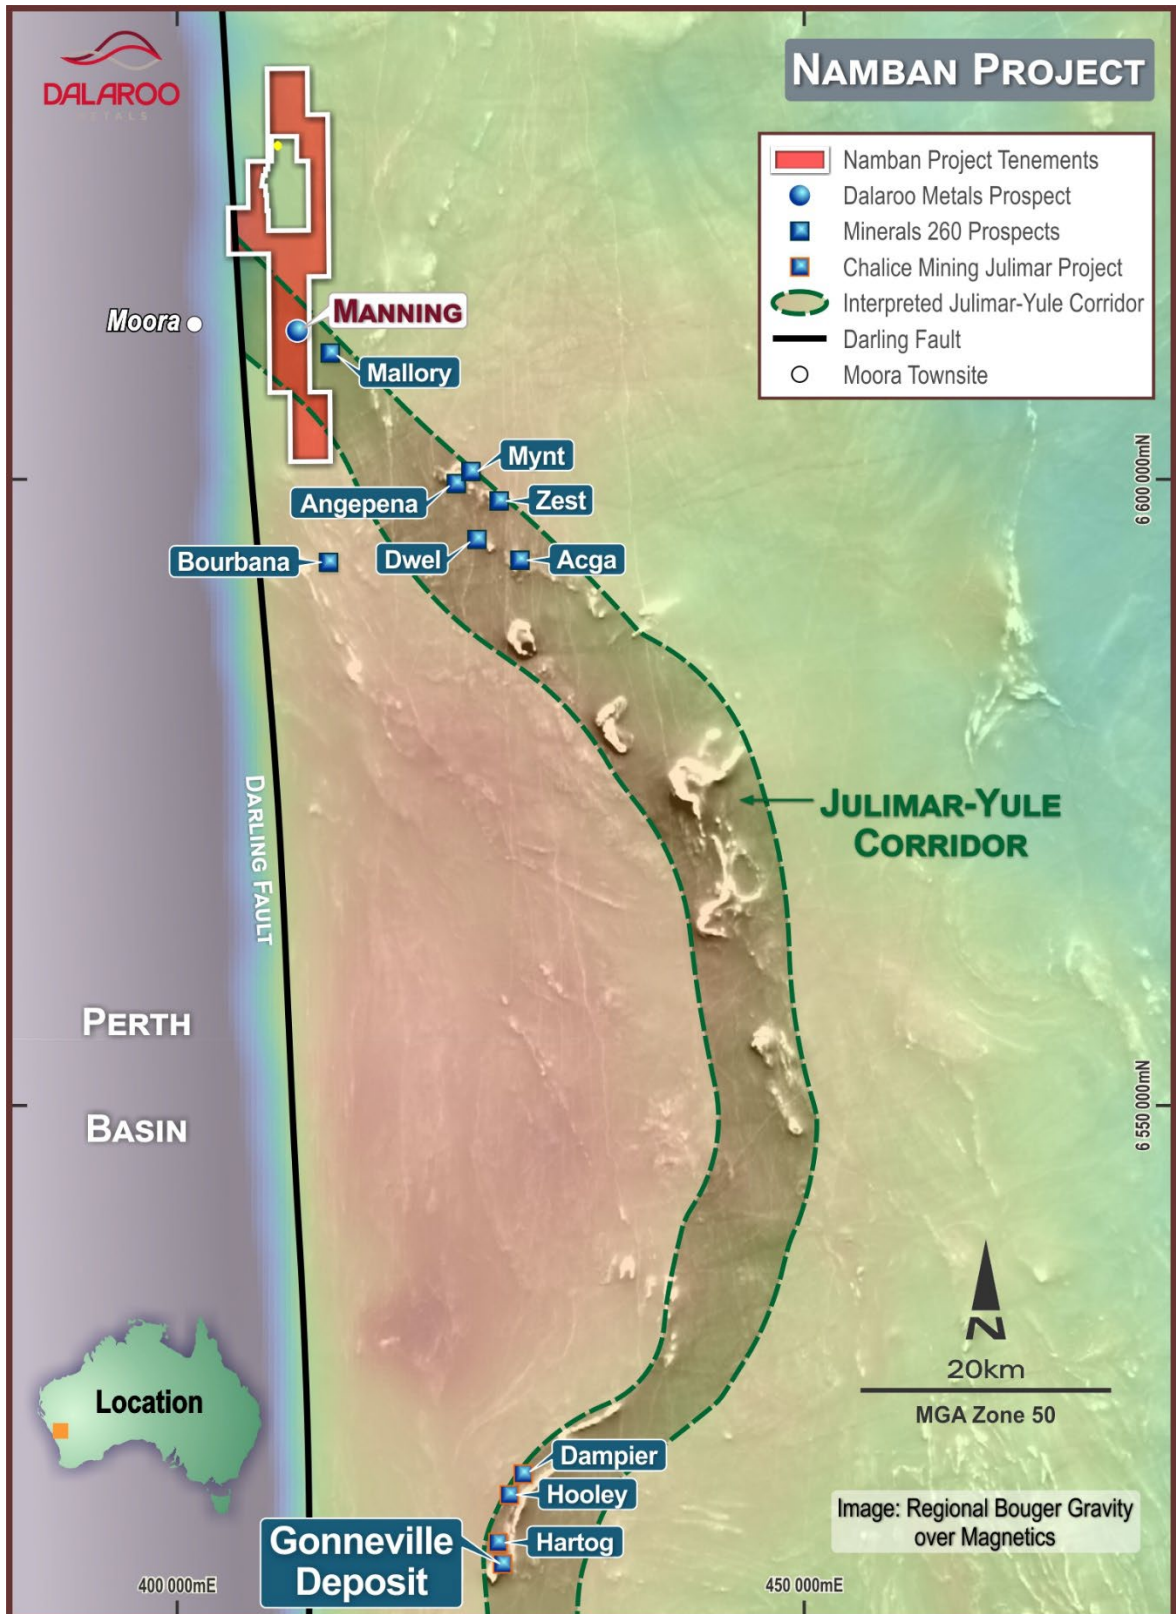 DALAROO
METALS
NAMBAN PROJECT
Namban Project Tenements
Dalaroo Metals Prospect
Minerals 260 Prospects
Chalice Mining Julimar Project
Interpreted Julimar-Yule Corridor
Darling Fault
Moora Townsite
Moora
MANNING
Mallory
Mynt
Angepena
Zest
6 600 000mN
Bourbana
Dwel
Acga
DARLING FAULT
JULIMAR-YULE
CORRIDOR
PERTH
BASIN
6 550 000mN
Location
N
20km
MGA Zone 50
Dampier
Hooley
Hartog
Gonneville
Deposit
Image: Regional Bouger Gravity
over Magnetics
400 000mE
450 000mE